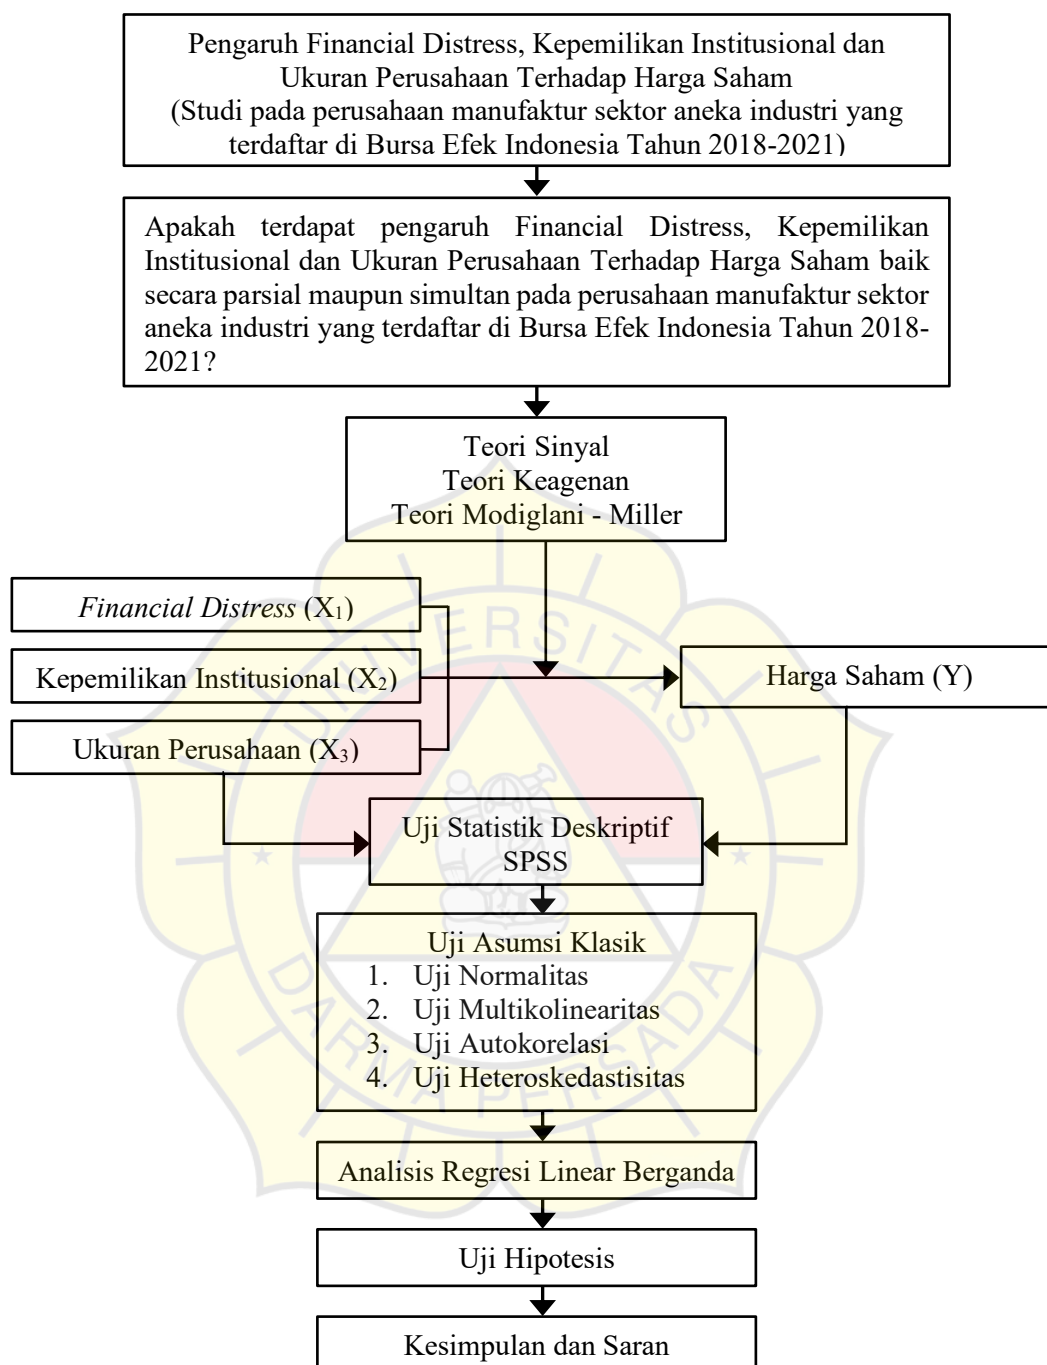 Pengaruh Financial Distress, Kepemilikan Institusional dan
Ukuran Perusahaan Terhadap Harga Saham
(Studi pada perusahaan manufaktur sektor aneka industri yang
terdaftar di Bursa Efek Indonesia Tahun 2018-2021)
Apakah terdapat pengaruh Financial Distress, Kepemilikan
Institusional dan Ukuran Perusahaan Terhadap Harga Saham baik
secara parsial maupun simultan pada perusahaan manufaktur sektor
aneka industri yang terdaftar di Bursa Efek Indonesia Tahun 2018-
2021?
Teori Sinyal
Teori Keagenan
Teori Modiglani - Miller
Financial Distress (X₁)
Kepemilikan Institusional (X₂)
Ukuran Perusahaan (X₃)
Harga Saham (Y)
Uji Statistik Deskriptif
SPSS
Uji Asumsi Klasik
1. Uji Normalitas
2. Uji Multikolinearitas
3. Uji Autokorelasi
4. Uji Heteroskedastisitas
Analisis Regresi Linear Berganda
Uji Hipotesis
Kesimpulan dan Saran
UNIVERSITAS
DARMA PERSADA